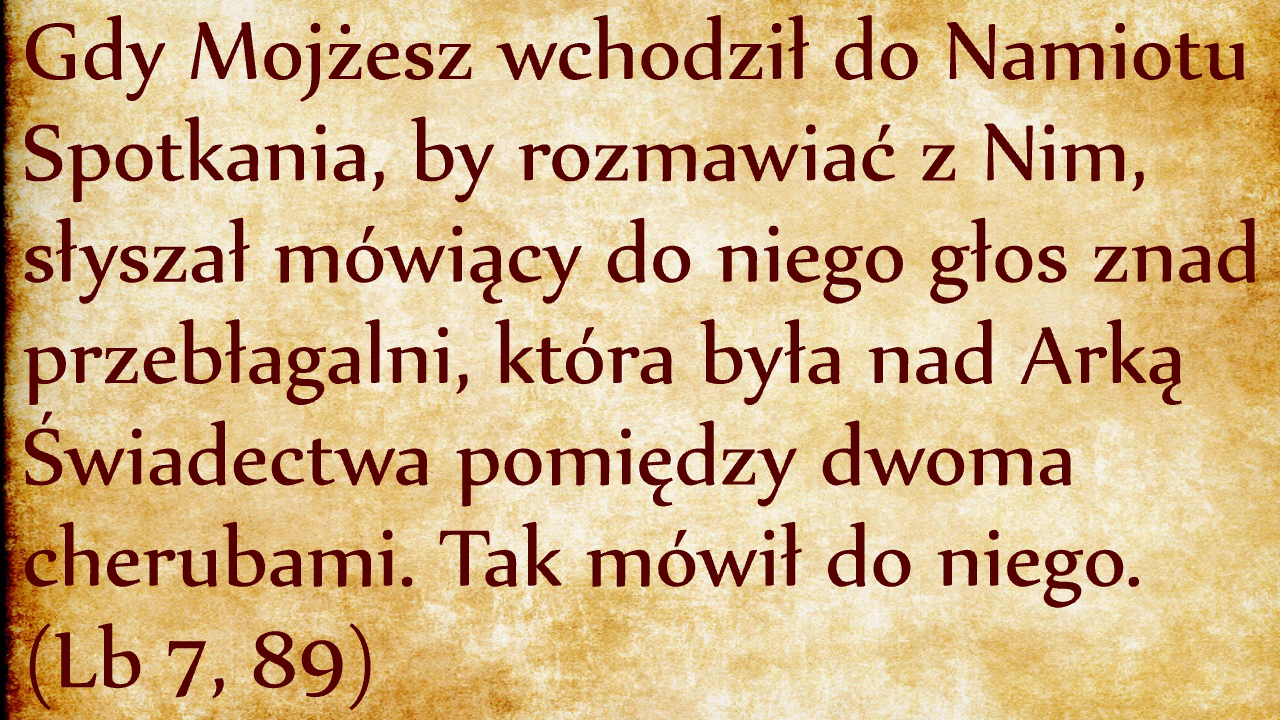 Gdy Mojżesz wchodził do Namiotu
Spotkania, by rozmawiać z Nim,
słyszał mówiący do niego głos znad
przebłagalni, która była nad Arką
Świadectwa pomiędzy dwoma
cherubami. Tak mówił do niego.
(Lb 7, 89)